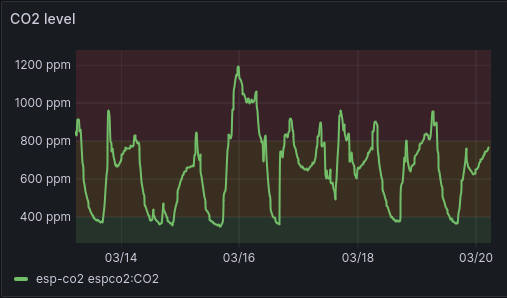 CO2 level
1200 ppm
1000 ppm
800 ppm
600 ppm
400 ppm
03/14 03/16 03/18 03/20
esp-co2 espco2:CO2